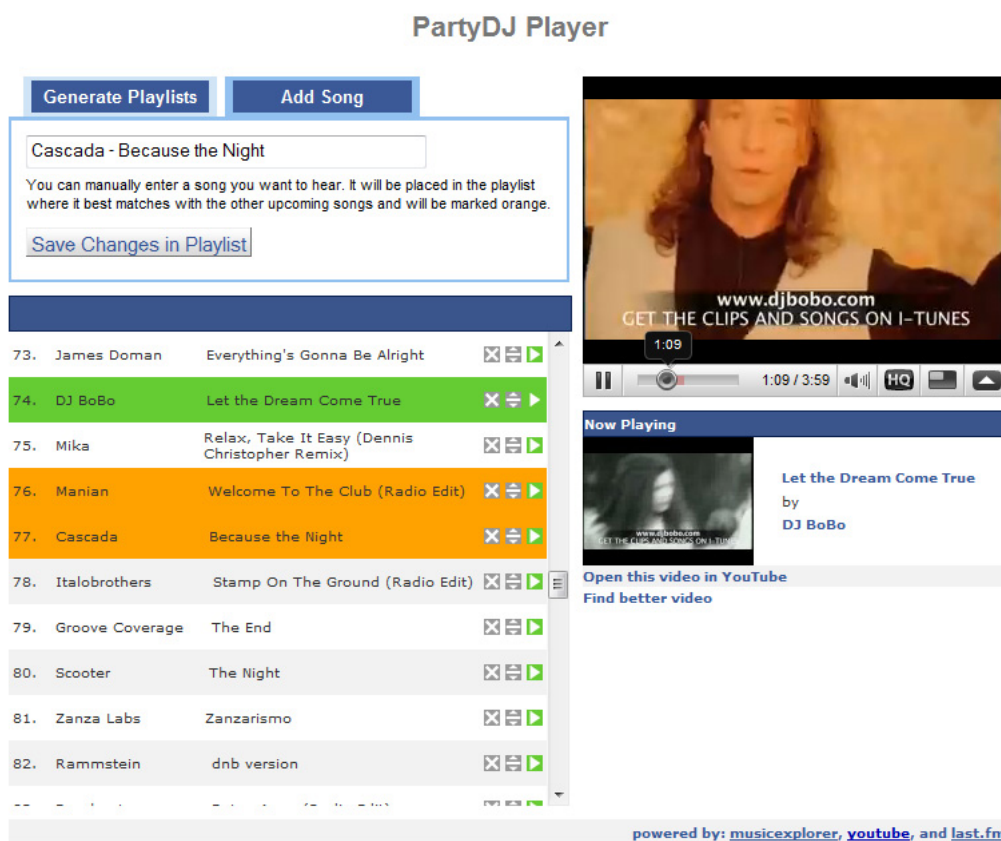 PartyDJ Player
Generate Playlists
Add Song
Cascada - Because the Night
You can manually enter a song you want to hear. It will be placed in the playlist
where it best matches with the other upcoming songs and will be marked orange.
Save Changes in Playlist
73. James Doman Everything's Gonna Be Alright
74. DJ BoBo Let the Dream Come True
75. Mika Relax, Take It Easy (Dennis
Christopher Remix)
76. Manian Welcome To The Club (Radio Edit)
77. Cascada Because the Night
78. Italobrothers Stamp On The Ground (Radio Edit)
79. Groove Coverage The End
80. Scooter The Night
81. Zanza Labs Zanzarismo
82. Rammstein dnb version
www.djbobo.com
GET THE CLIPS AND SONGS ON I-TUNES
1:09
1:09 / 3:59
HQ
Now Playing
www.djbobo.com
GET THE CLIPS AND SONGS ON I-TUNES
Let the Dream Come True
by
DJ BoBo
Open this video in YouTube
Find better video
powered by: musicexplorer, youtube, and last.fm